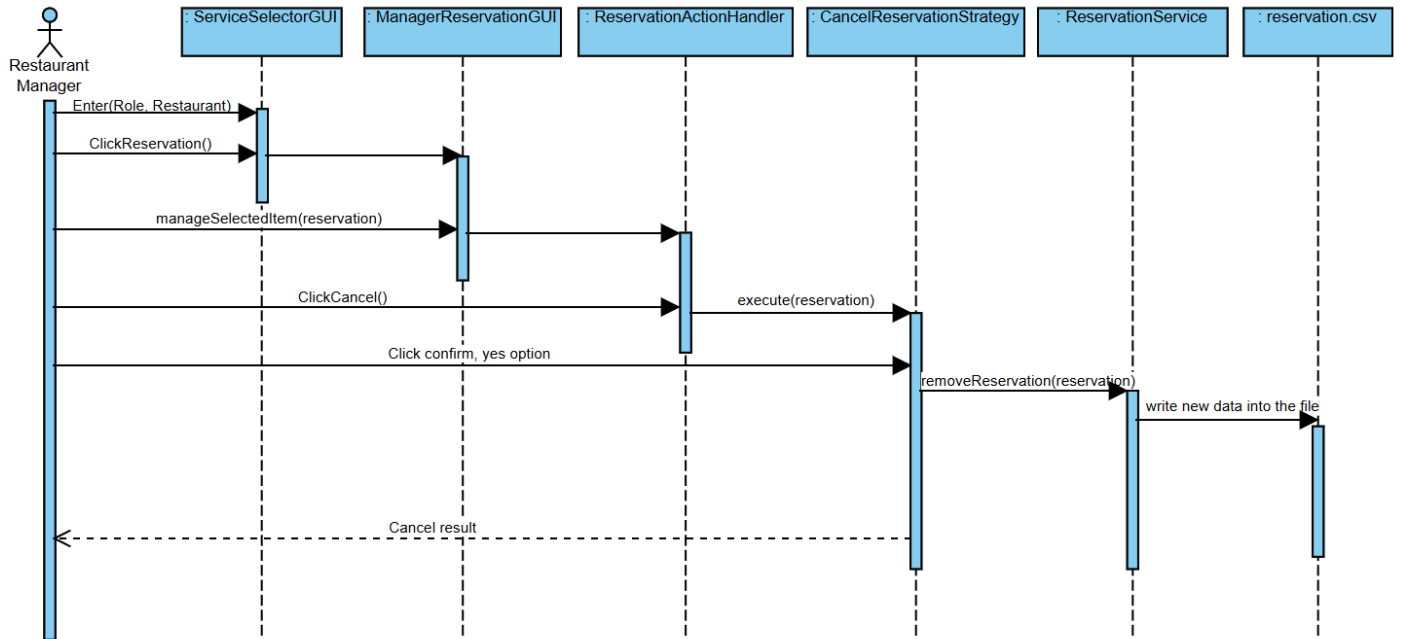 : ServiceSelectorGUI
: ManagerReservationGUI
: ReservationActionHandler
: CancelReservationStrategy
: ReservationService
: reservation.csv
Restaurant
Manager
Enter(Role, Restaurant)
ClickReservation()
manageSelectedItem(reservation)
ClickCancel()
execute(reservation)
Click confirm, yes option
removeReservation(reservation)
write new data into the file
Cancel result